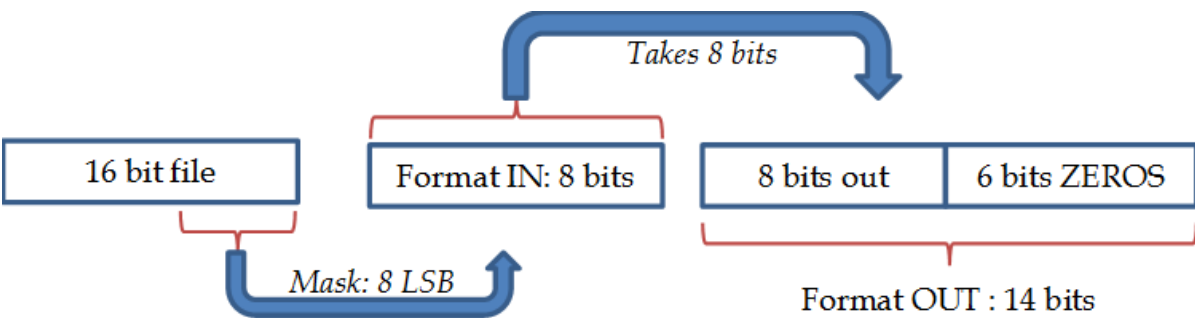 Takes 8 bits
16 bit file
Format IN: 8 bits
8 bits out
6 bits ZEROS
Mask: 8 LSB
Format OUT : 14 bits